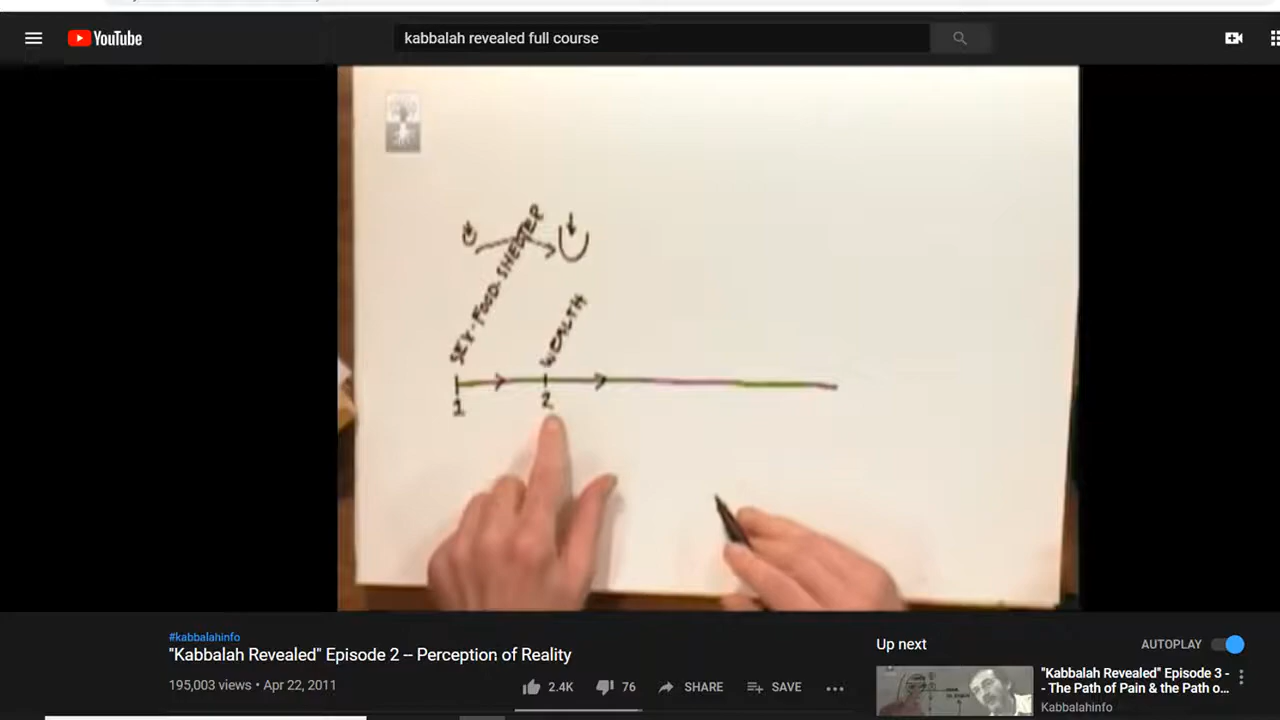 YouTube
kabbalah revealed full course
SEX-FOOD-SHELTER
WEALTH
1
2
#kabbalahinfo
"Kabbalah Revealed" Episode 2 -- Perception of Reality
195,003 views • Apr 22, 2011
2.4K
76
SHARE
SAVE
Up next
AUTOPLAY
"Kabbalah Revealed" Episode 3 -
- The Path of Pain & the Path o...
Kabbalahinfo